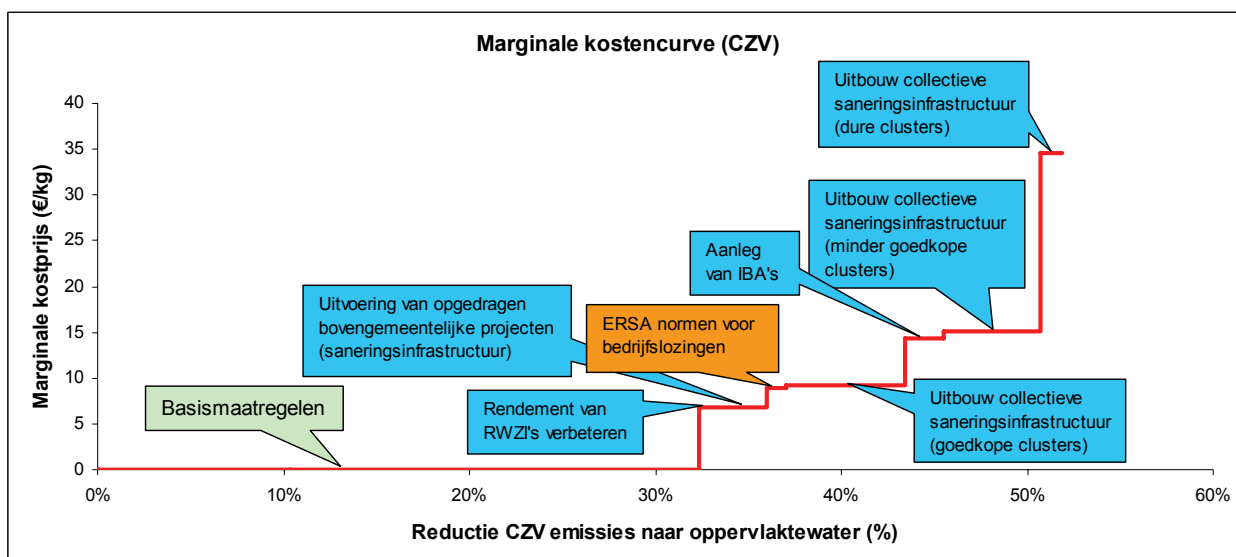 Marginale kostencurve (CZV)
Marginale kostprijs (€/kg)
40
35
30
25
20
15
10
5
0
Uitbouw collectieve
saneringsinfrastructuur
(dure clusters)
Uitbouw collectieve
saneringsinfrastructuur
(minder goedkope
clusters)
Aanleg
van IBA's
Uitvoering van opgedragen
bovengemeentelijke projecten
(saneringsinfrastructuur)
ERSA normen voor
bedrijfslozingen
Basismaatregelen
Rendement van
RWZI's verbeteren
Uitbouw collectieve
saneringsinfrastructuur
(goedkope clusters)
0% 10% 20% 30% 40% 50% 60%
Reductie CZV emissies naar oppervlaktewater (%)